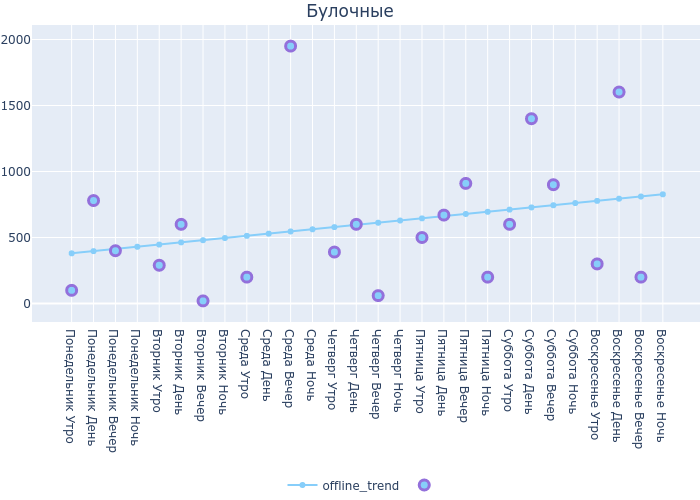 Булочные
2000
1500
1000
500
0
Понедельник Утро
Понедельник День
Понедельник Вечер
Понедельник Ночь
Вторник Утро
Вторник День
Вторник Вечер
Вторник Ночь
Среда Утро
Среда День
Среда Вечер
Среда Ночь
Четверг Утро
Четверг День
Четверг Вечер
Четверг Ночь
Пятница Утро
Пятница День
Пятница Вечер
Пятница Ночь
Суббота Утро
Суббота День
Суббота Вечер
Суббота Ночь
Воскресенье Утро
Воскресенье День
Воскресенье Вечер
Воскресенье Ночь
offline_trend